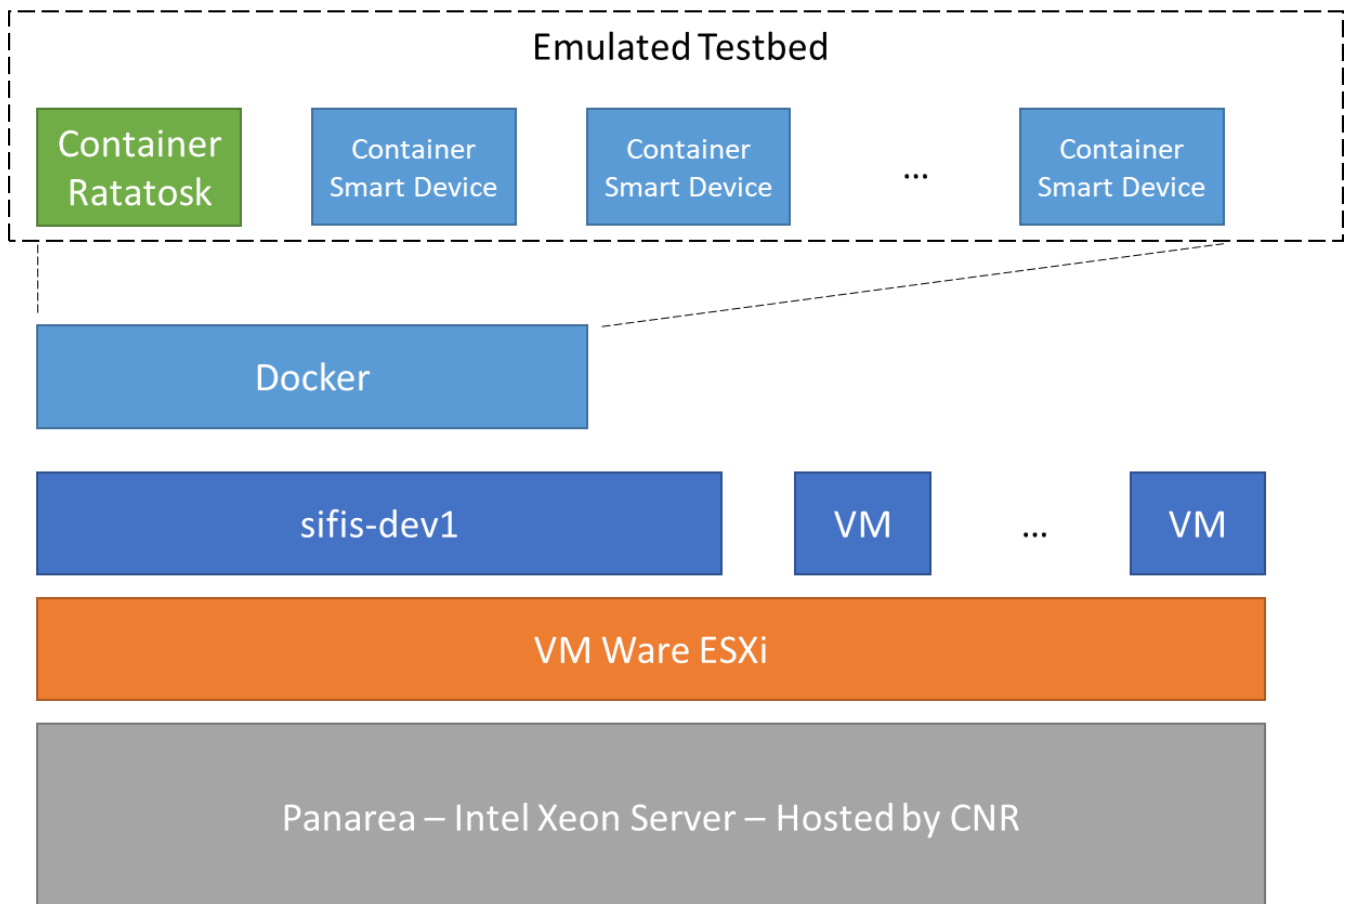 Emulated Testbed
Container
Ratatosk
Container
Smart Device
Container
Smart Device
...
Container
Smart Device
Docker
sifis-dev1
VM
...
VM
VM Ware ESXi
Panarea – Intel Xeon Server – Hosted by CNR